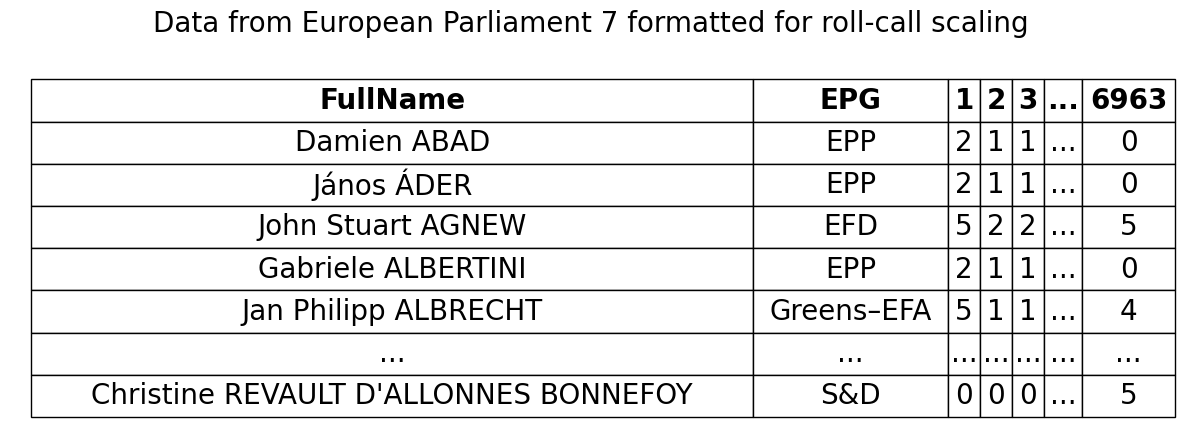 Data from European Parliament 7 formatted for roll-call scaling
FullName EPG 1 2 3 ... 6963
Damien ABAD EPP 2 1 1 ... 0
János ÁDER EPP 2 1 1 ... 0
John Stuart AGNEW EFD 5 2 2 ... 5
Gabriele ALBERTINI EPP 2 1 1 ... 0
Jan Philipp ALBRECHT Greens–EFA 5 1 1 ... 4
... ... ... ... ... ... ...
Christine REVAULT D'ALLONNES BONNEFOY S&D 0 0 0 ... 5